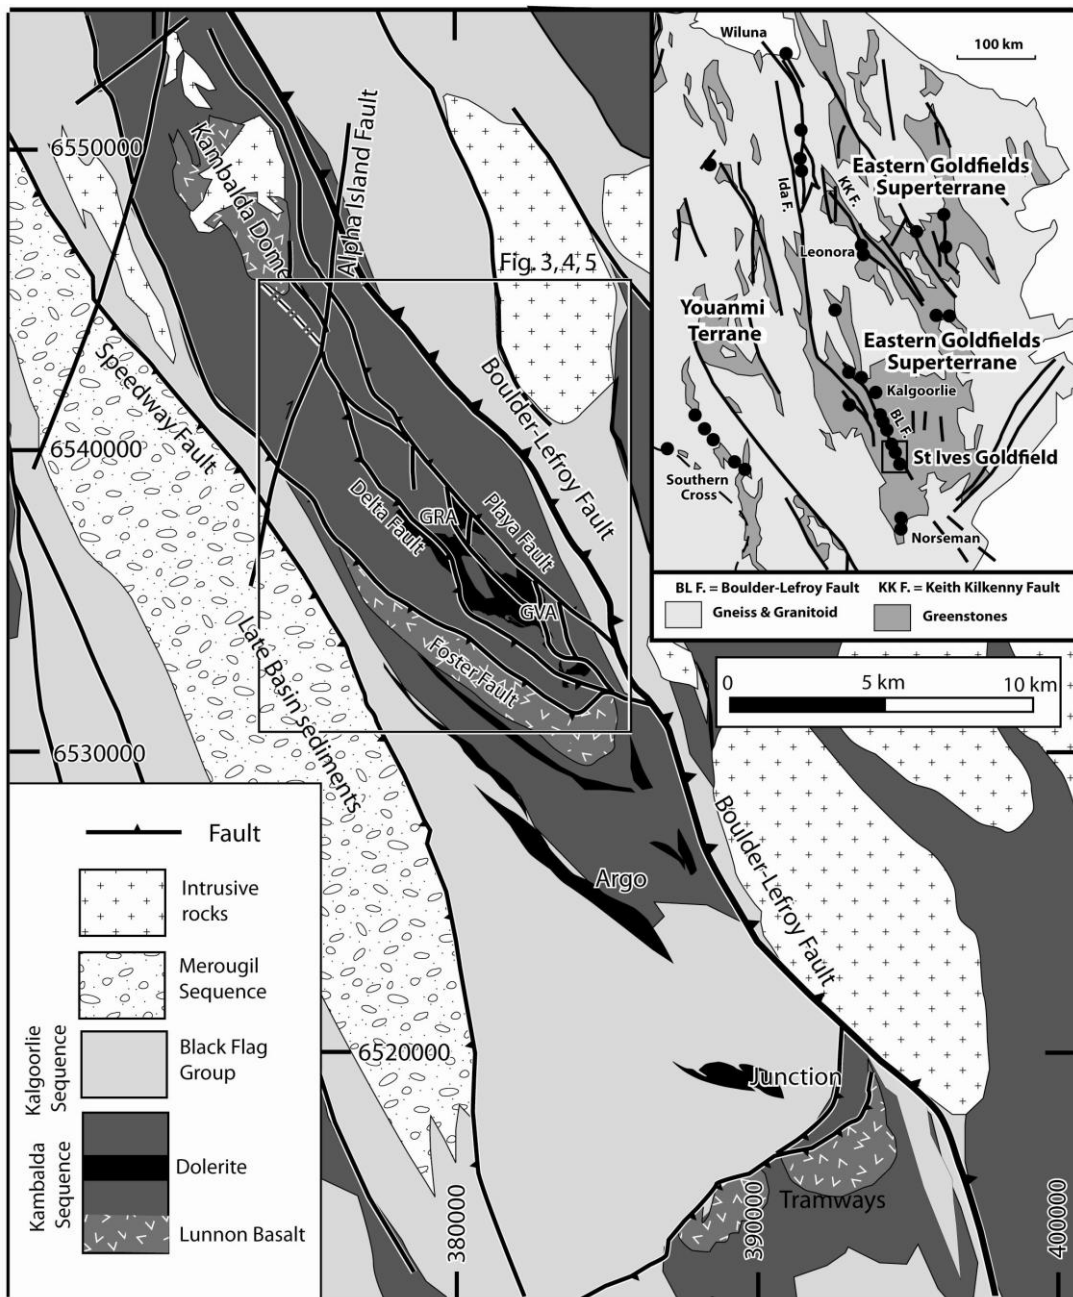 Wiluna
100 km
Ida F.
KK F.
Eastern Goldfields
Superterrane
Leonora
Youanmi
Terrane
Eastern Goldfields
Superterrane
Kalgoorlie
BL F.
St Ives Goldfield
Southern
Cross
Norseman
BL F. = Boulder-Lefroy Fault
KK F. = Keith Kilkenny Fault
Gneiss & Granitoid
Greenstones
0
5 km
10 km
6550000
Kambalda Dome
Alpha Island Fault
Fig. 3, 4, 5
Speedway Fault
Boulder-Lefroy Fault
6540000
Delta Fault
GRA
Playa Fault
GVA
Foster Fault
Late Basin sediments
6530000
Boulder-Lefroy Fault
Argo
6520000
Junction
Tramways
380000
390000
4000000
Fault
Intrusive
rocks
Merougil
Sequence
Kalgoorlie
Sequence
Black Flag
Group
Kambalda
Sequence
Dolerite
Lunnon Basalt